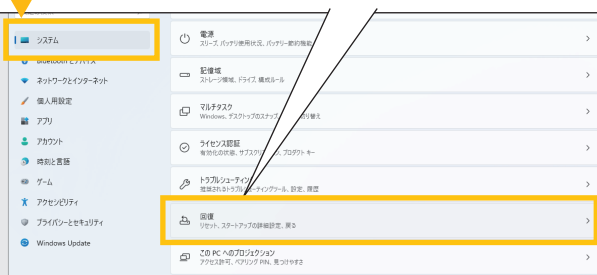 システム
Bluetooth とデバイス
ネットワークとインターネット
個人用設定
アプリ
アカウント
時刻と言語
ゲーム
アクセシビリティ
プライバシーとセキュリティ
Windows Update
電源
スリープ、バッテリ使用状況、バッテリー節約機能
記憶域
ストレージ領域、ドライブ、構成ルール
マルチタスク
Windows、デスクトップのスナップ、 切り替え
ライセンス認証
有効化の状態、サブスクリ 、プロダクト キー
トラブルシューティング
推奨されるトラブルシューティングツール、設定、履歴
回復
リセット、スタートアップの詳細設定、戻る
この PC へのプロジェクション
アクセス許可、ペアリング PIN、見つけやすさ